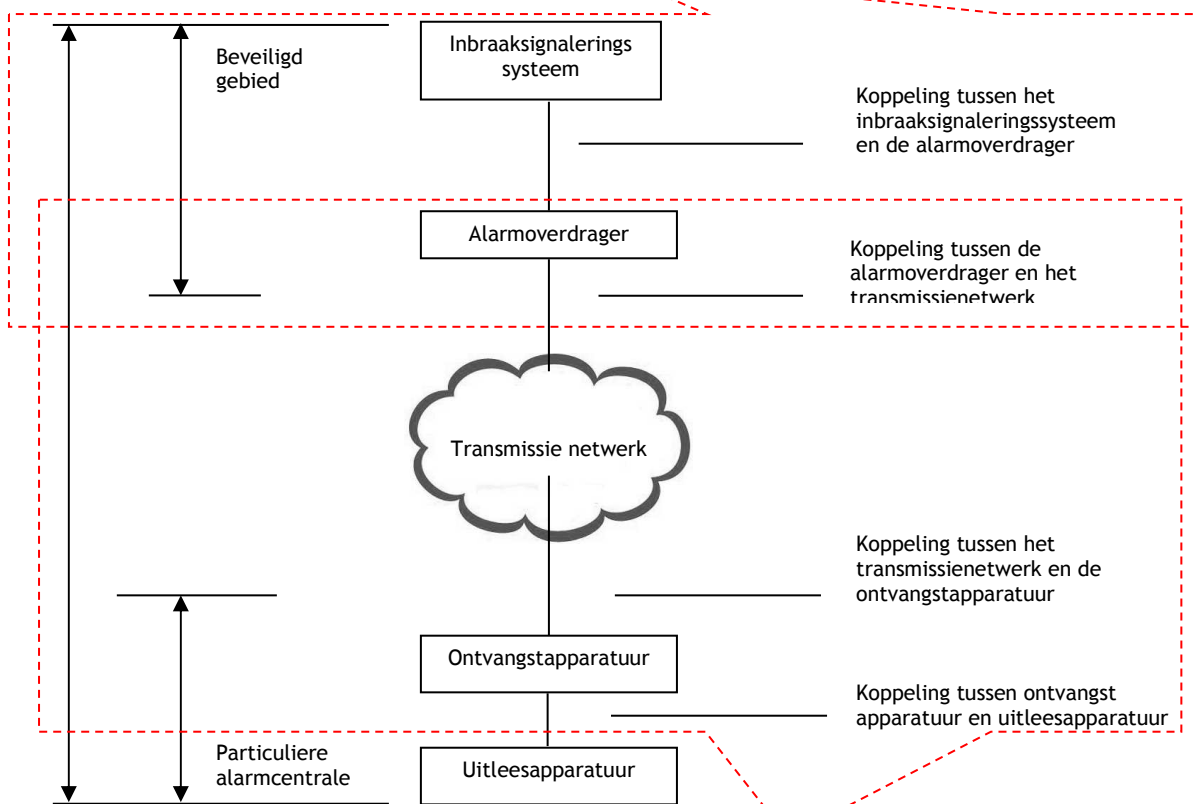 Inbraaksignalerings
systeem
Beveiligd
gebied
Koppeling tussen het
inbraaksignaleringssysteem
en de alarmoverdrager
Alarmoverdrager
Koppeling tussen de
alarmoverdrager en het
transmissienetwerk
Transmissie netwerk
Koppeling tussen het
transmissienetwerk en de
ontvangstapparatuur
Ontvangstapparatuur
Koppeling tussen ontvangst
apparatuur en uitleesapparatuur
Particuliere
alarmcentrale
Uitleesapparatuur